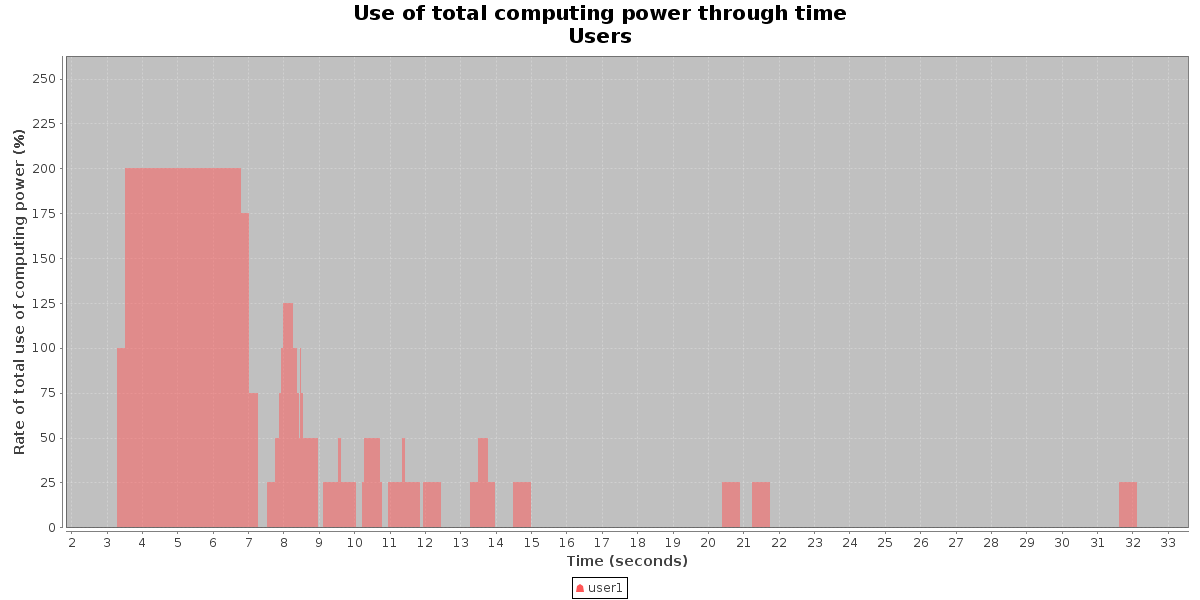 Use of total computing power through time
Users
Rate of total use of computing power (%)
250
225
200
175
150
125
100
75
50
25
0
2 3 4 5 6 7 8 9 10 11 12 13 14 15 16 17 18 19 20 21 22 23 24 25 26 27 28 29 30 31 32 33
Time (seconds)
user1